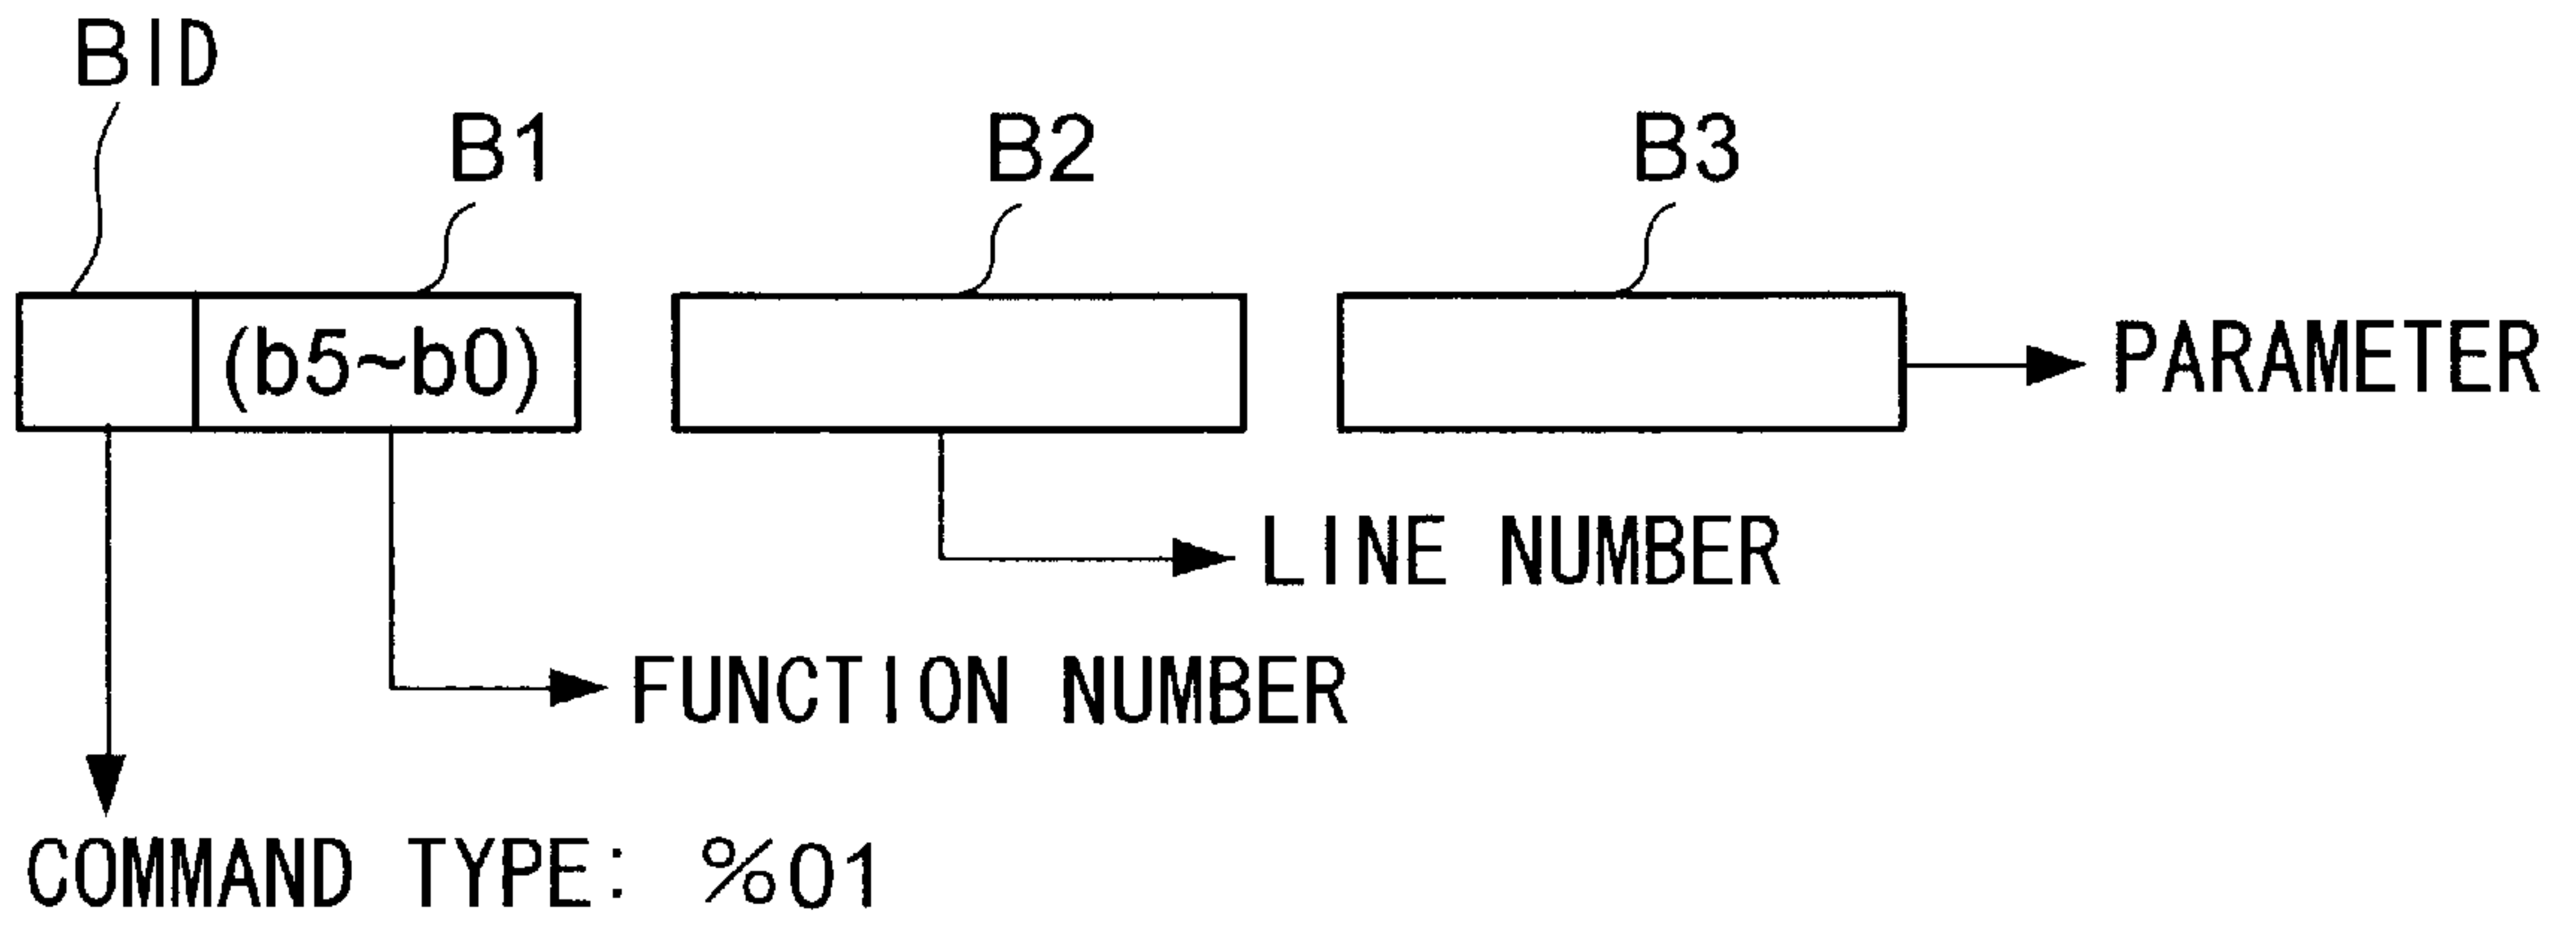 BID
B1
B2
B3
(b5~b0)
PARAMETER
LINE NUMBER
FUNCTION NUMBER
COMMAND TYPE: %01